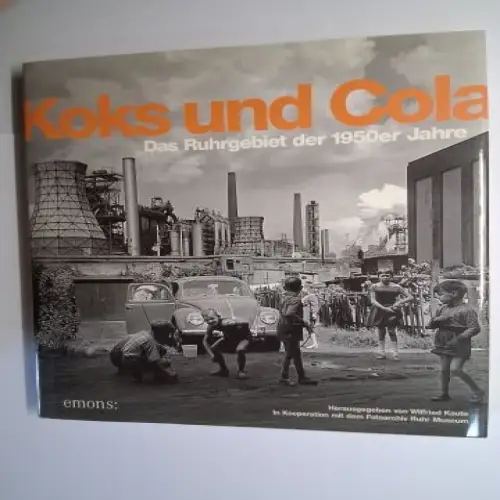 Koks und Cola
Das Ruhrgebiet der 1950er Jahre
emons:
Herausgegeben von Wilfried Kaute
In Kooperation mit dem Fotoarchiv Ruhr Museum